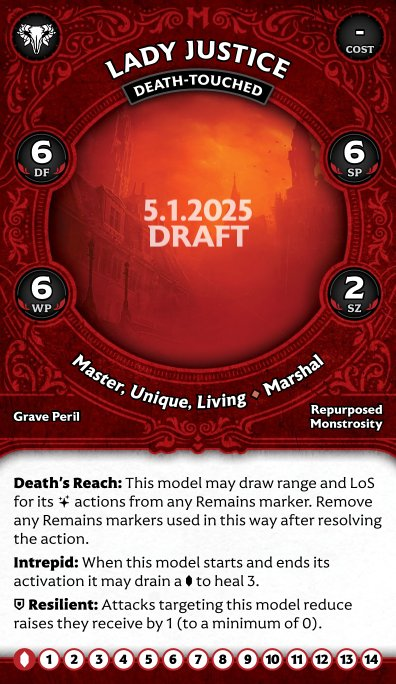 -
COST
LADY JUSTICE
DEATH-TOUCHED
6
DF
6
SP
5.1.2025
DRAFT
6
WP
2
SZ
Master, Unique, Living ♦ Marshal
Grave Peril
Repurposed
Monstrosity
Death's Reach: This model may draw range and LoS
for its actions from any Remains marker. Remove
any Remains markers used in this way after resolving
the action.
Intrepid: When this model starts and ends its
activation it may drain a to heal 3.
Resilient: Attacks targeting this model reduce
raises they receive by 1 (to a minimum of 0).
1 2 3 4 5 6 7 8 9 10 11 12 13 14